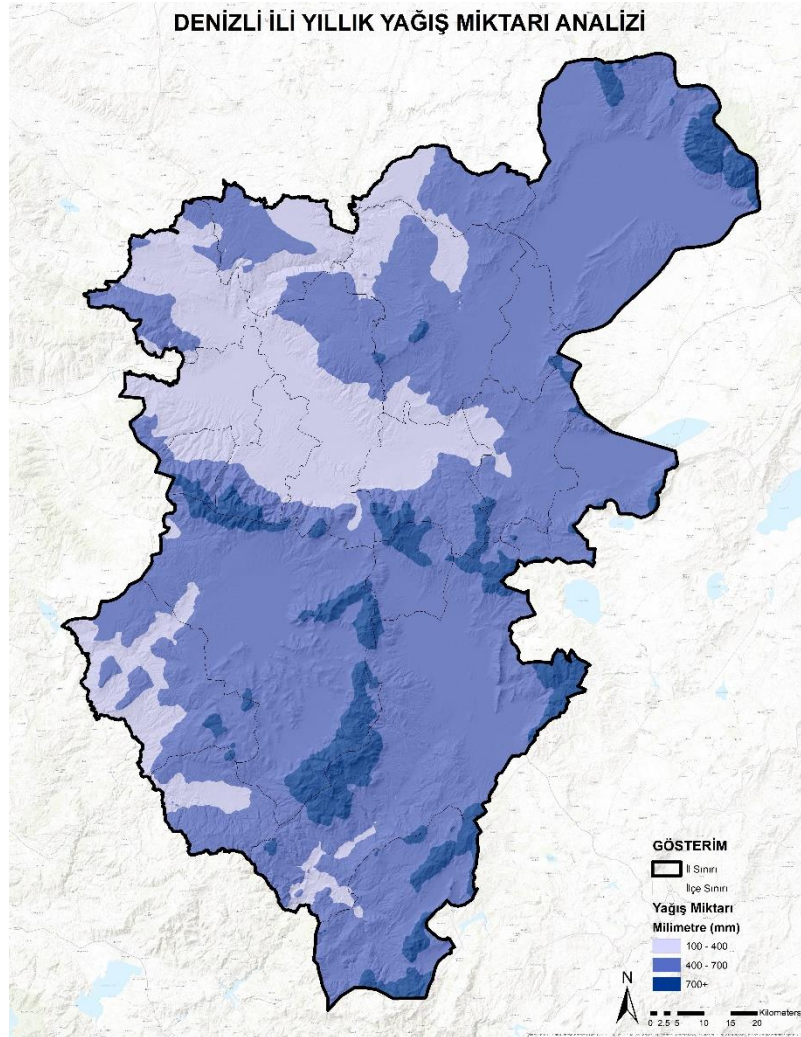 DENİZLİ İLİ YILLIK YAĞIŞ MİKTARI ANALİZİ
GÖSTERİM
İl Sınırı
İlçe Sınırı
Yağış Miktarı
Milimetre (mm)
100 - 400
400 - 700
700+
N
Kilometers
0 2.5 5 10 15 20